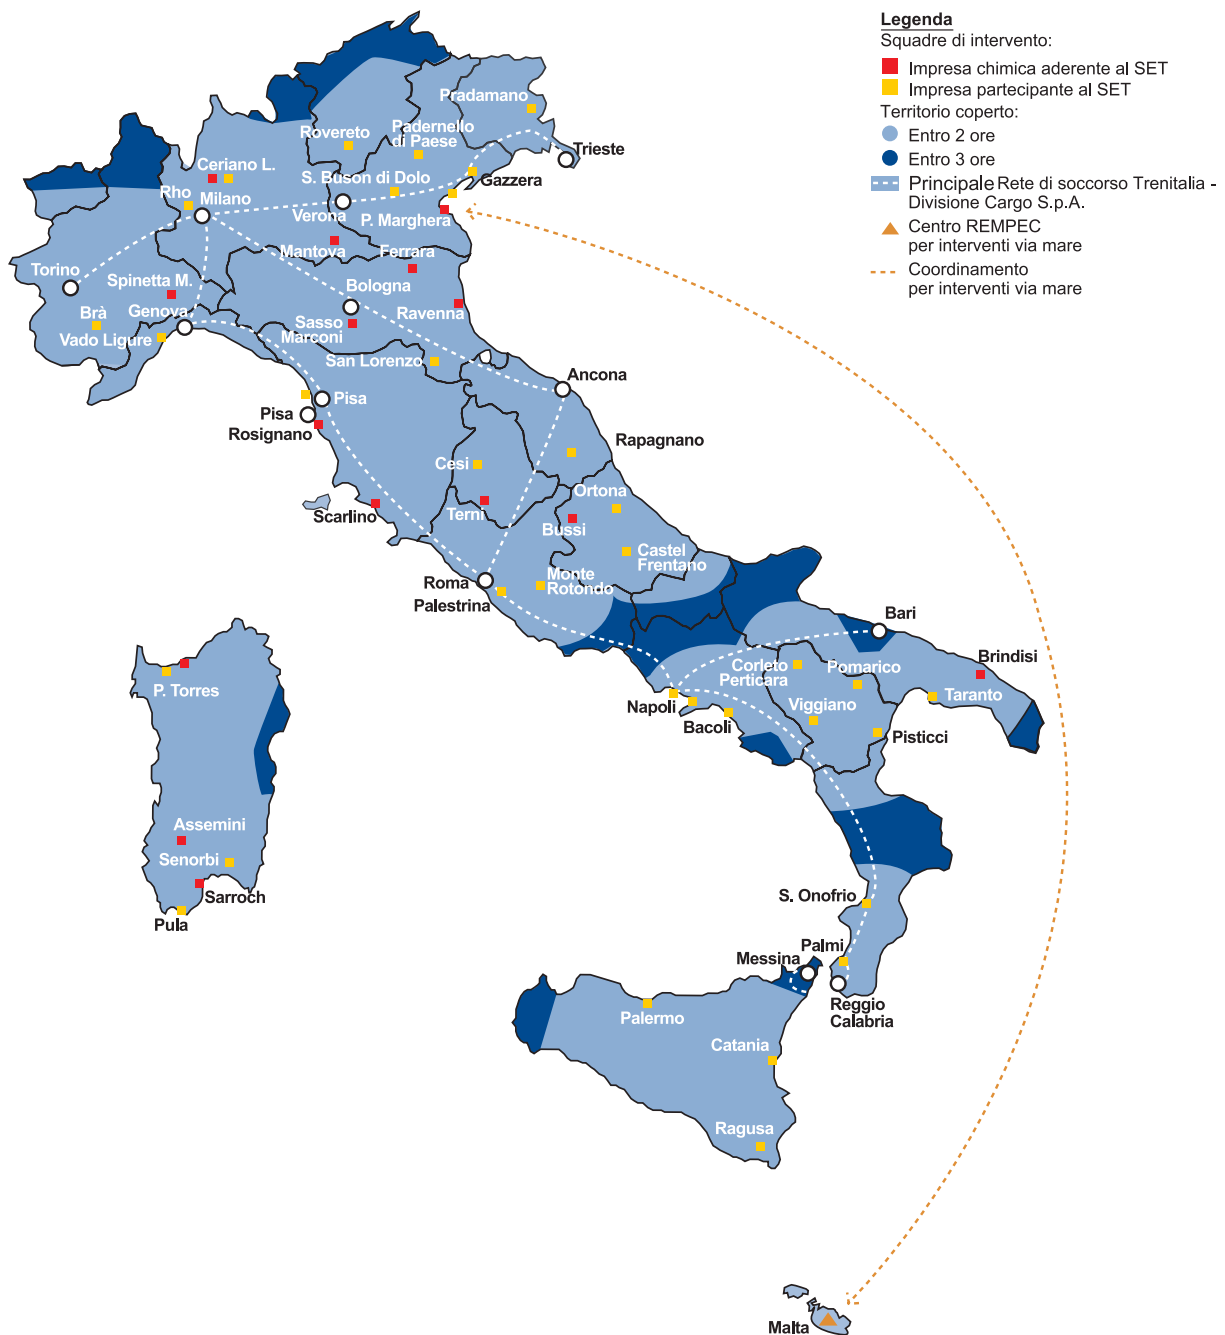 Legenda
Squadre di intervento:
Impresa chimica aderente al SET
Impresa partecipante al SET
Territorio coperto:
Entro 2 ore
Entro 3 ore
Principale Rete di soccorso Trenitalia -
Divisione Cargo S.p.A.
Centro REMPEC
per interventi via mare
Coordinamento
per interventi via mare
Pradamano
Rovereto
Padernello
di Paese
Trieste
Ceriano L.
S. Buson di Dolo
Gazzera
Rho
Milano
Verona
P. Marghera
Mantova
Ferrara
Torino
Spinetta M.
Bologna
Brà
Genova
Ravenna
Sasso
Marconi
Vado Ligure
San Lorenzo
Ancona
Pisa
Pisa
Rosignano
Rapagnano
Cesi
Ortona
Scarlino
Terni
Bussi
Castel
Frentano
Roma
Monte
Rotondo
Palestrina
Bari
Brindisi
Corleto
Perticara
Pomarico
P. Torres
Napoli
Bacoli
Viggiano
Taranto
Pisticci
Assemini
Senorbi
Sarroch
Pula
S. Onofrio
Palmi
Messina
Reggio
Calabria
Palermo
Catania
Ragusa
Malta